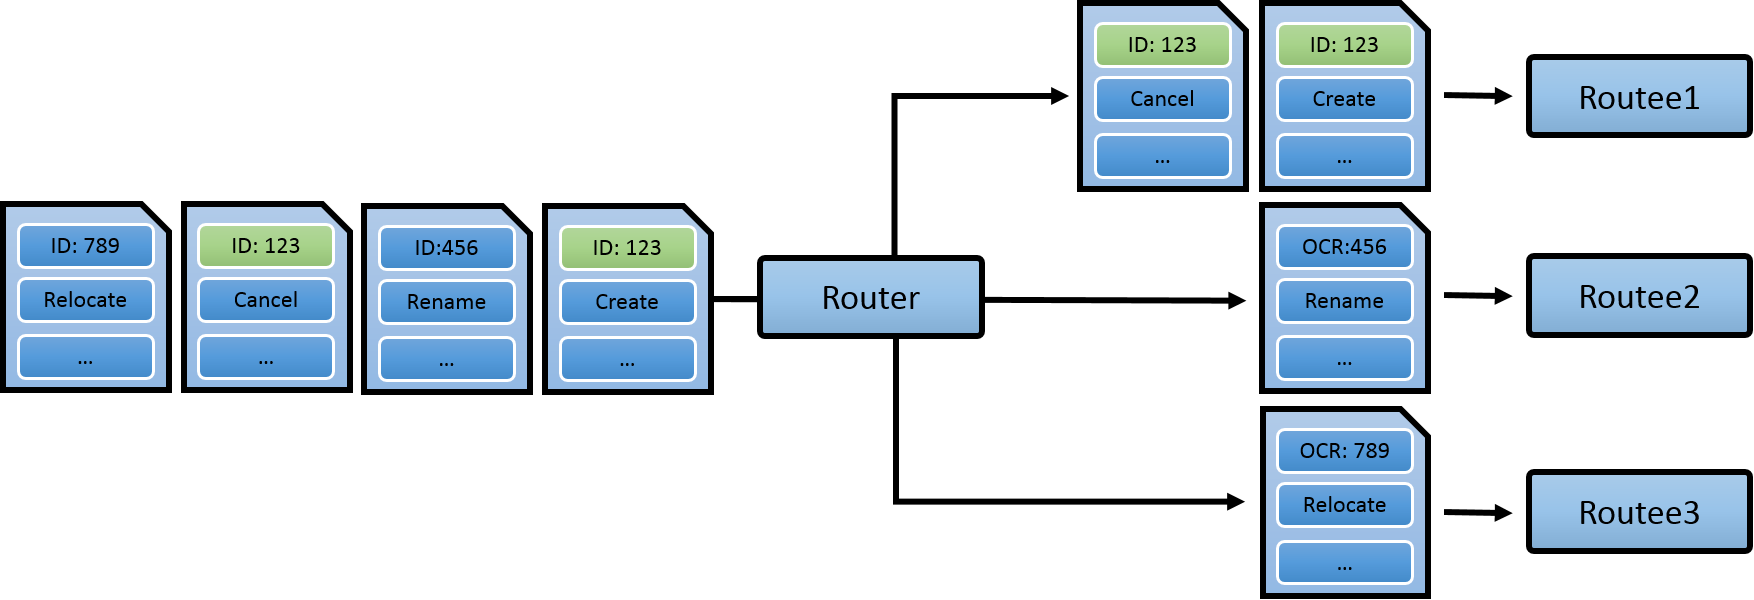 ID: 789
Relocate
...
ID: 123
Cancel
...
ID:456
Rename
...
ID: 123
Create
...
Router
ID: 123
Cancel
...
ID: 123
Create
...
Routee1
OCR:456
Rename
...
Routee2
OCR: 789
Relocate
...
Routee3